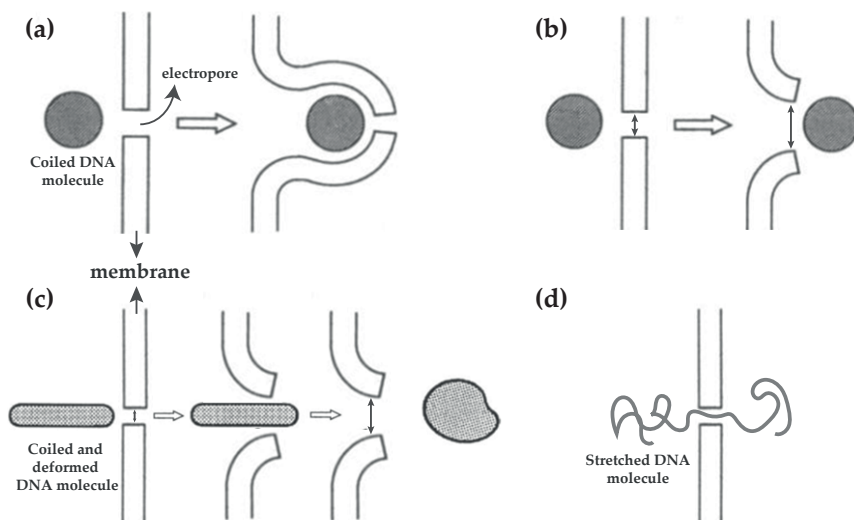 (a)
electropore
Coiled DNA
molecule
(b)
membrane
(c)
Coiled and
deformed
DNA molecule
(d)
Stretched DNA
molecule